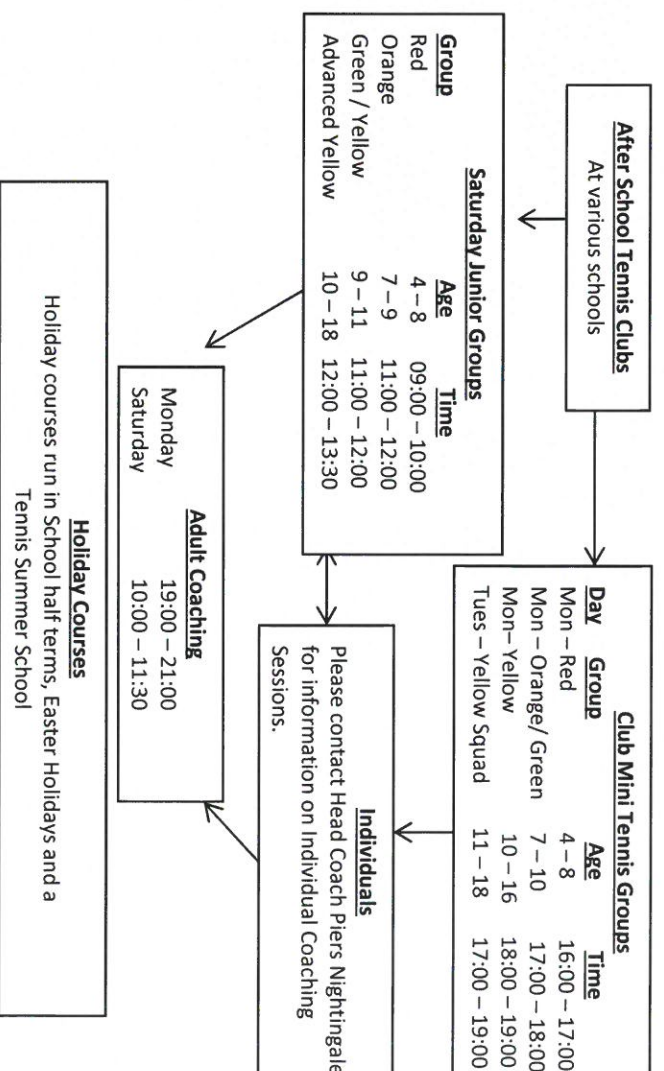 After School Tennis Clubs
At various schools
Saturday Junior Groups
Group Age Time
Red 4 – 8 09:00 – 10:00
Orange 7 – 9 11:00 – 12:00
Green / Yellow 9 – 11 11:00 – 12:00
Advanced Yellow 10 – 18 12:00 – 13:30
Club Mini Tennis Groups
Day Group Age Time
Mon – Red 4 – 8 16:00 – 17:00
Mon – Orange/ Green 7 – 10 17:00 – 18:00
Mon– Yellow 10 – 16 18:00 – 19:00
Tues – Yellow Squad 11 – 18 17:00 – 19:00
Individuals
Please contact Head Coach Piers Nightingale
for information on Individual Coaching
Sessions.
Adult Coaching
Monday 19:00 – 21:00
Saturday 10:00 – 11:30
Holiday Courses
Holiday courses run in School half terms, Easter Holidays and a
Tennis Summer School